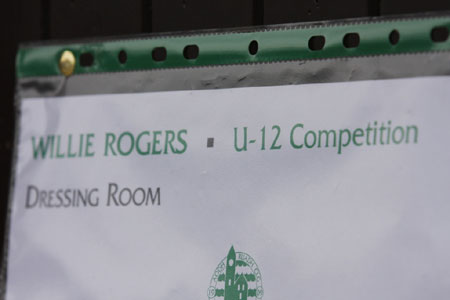 WILLIE ROGERS ▪ U-12 Competition
DRESSING ROOM